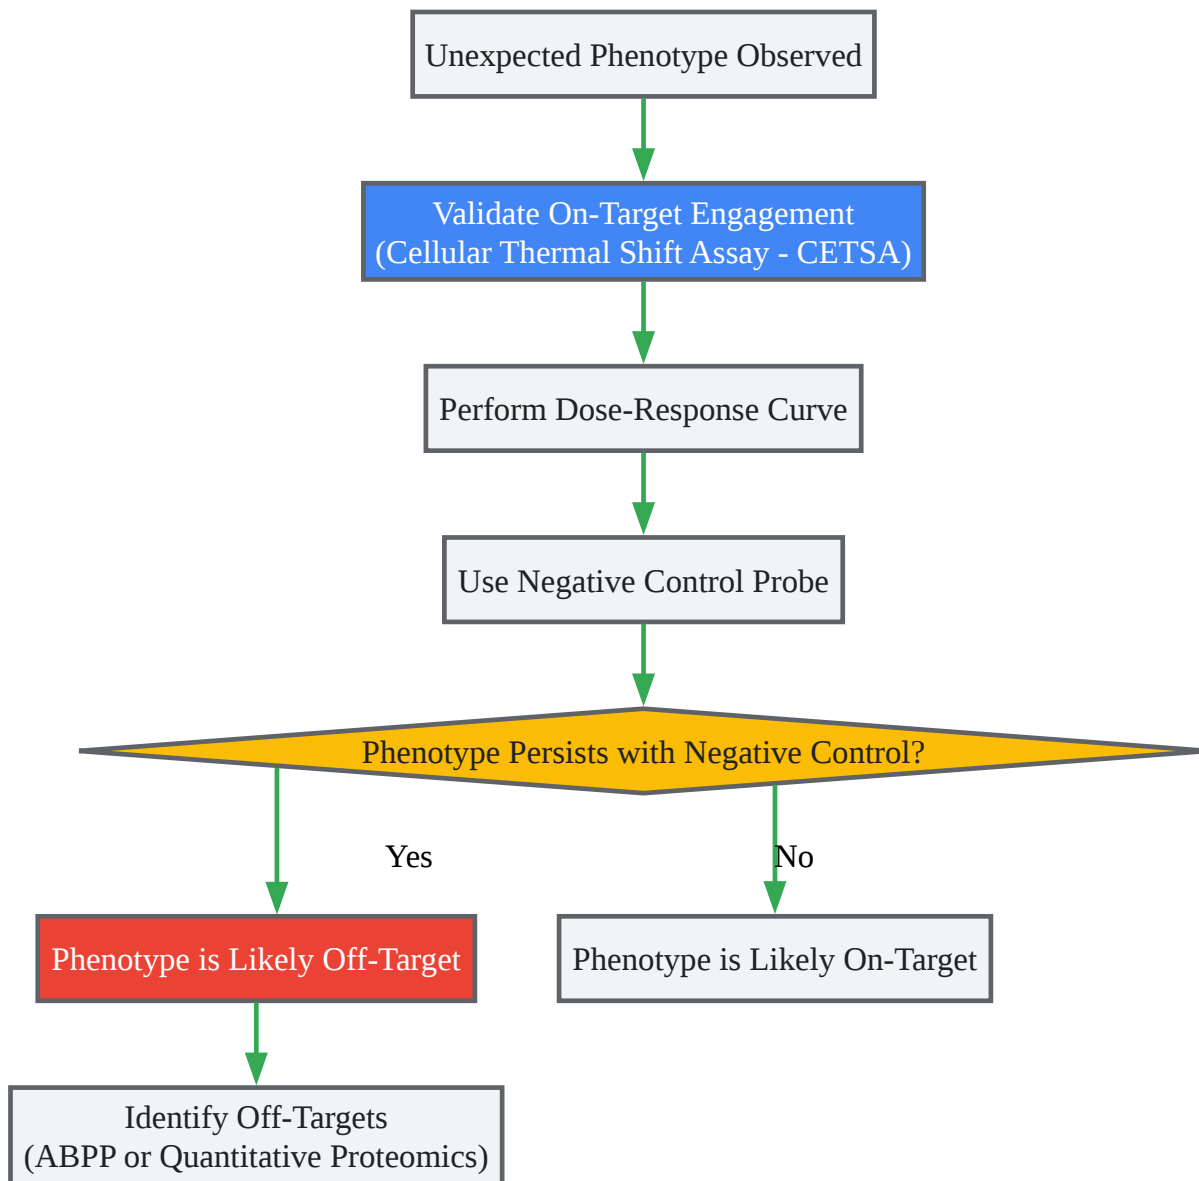 Unexpected Phenotype Observed
Validate On-Target Engagement
(Cellular Thermal Shift Assay - CETSA)
Perform Dose-Response Curve
Use Negative Control Probe
Phenotype Persists with Negative Control?
Yes
No
Phenotype is Likely Off-Target
Phenotype is Likely On-Target
Identify Off-Targets
(ABPP or Quantitative Proteomics)